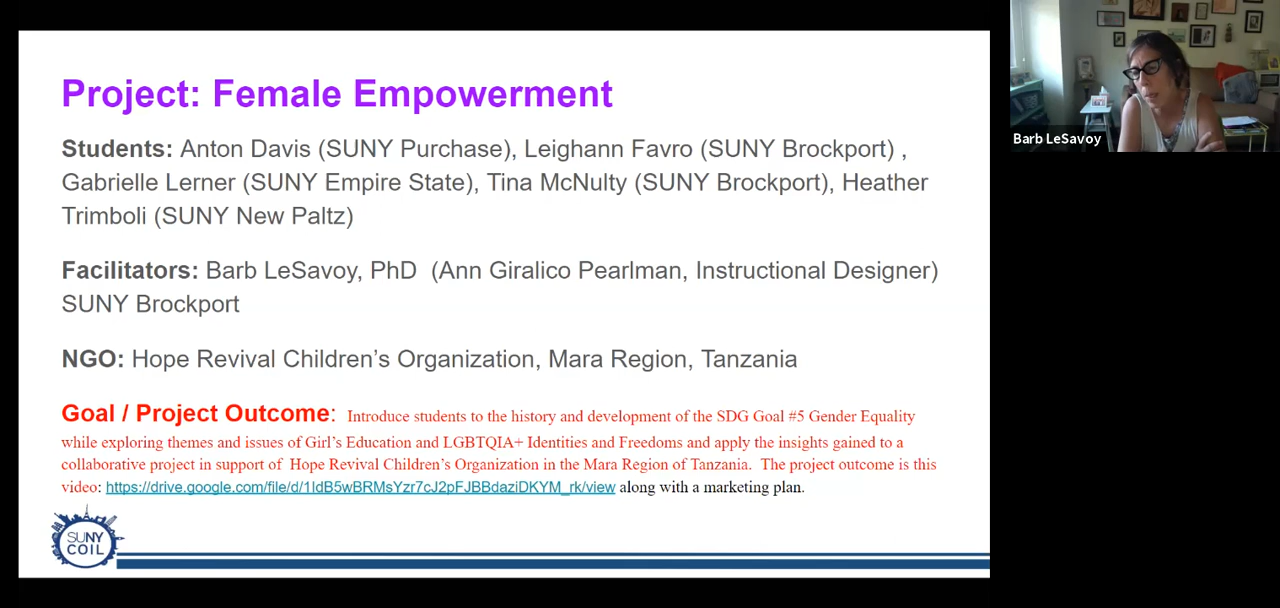 Project: Female Empowerment
Students: Anton Davis (SUNY Purchase), Leighann Favro (SUNY Brockport) ,
Gabrielle Lerner (SUNY Empire State), Tina McNulty (SUNY Brockport), Heather
Trimboli (SUNY New Paltz)
Facilitators: Barb LeSavoy, PhD (Ann Giralico Pearlman, Instructional Designer)
SUNY Brockport
NGO: Hope Revival Children’s Organization, Mara Region, Tanzania
Goal / Project Outcome: Introduce students to the history and development of the SDG Goal #5 Gender Equality
while exploring themes and issues of Girl’s Education and LGBTQIA+ Identities and Freedoms and apply the insights gained to a
collaborative project in support of Hope Revival Children’s Organization in the Mara Region of Tanzania. The project outcome is this
video: https://drive.google.com/file/d/1IdB5wBRMsYzr7cJ2pFJBBdaziDKYM_rk/view along with a marketing plan.
SUNY
COIL
Barb LeSavoy